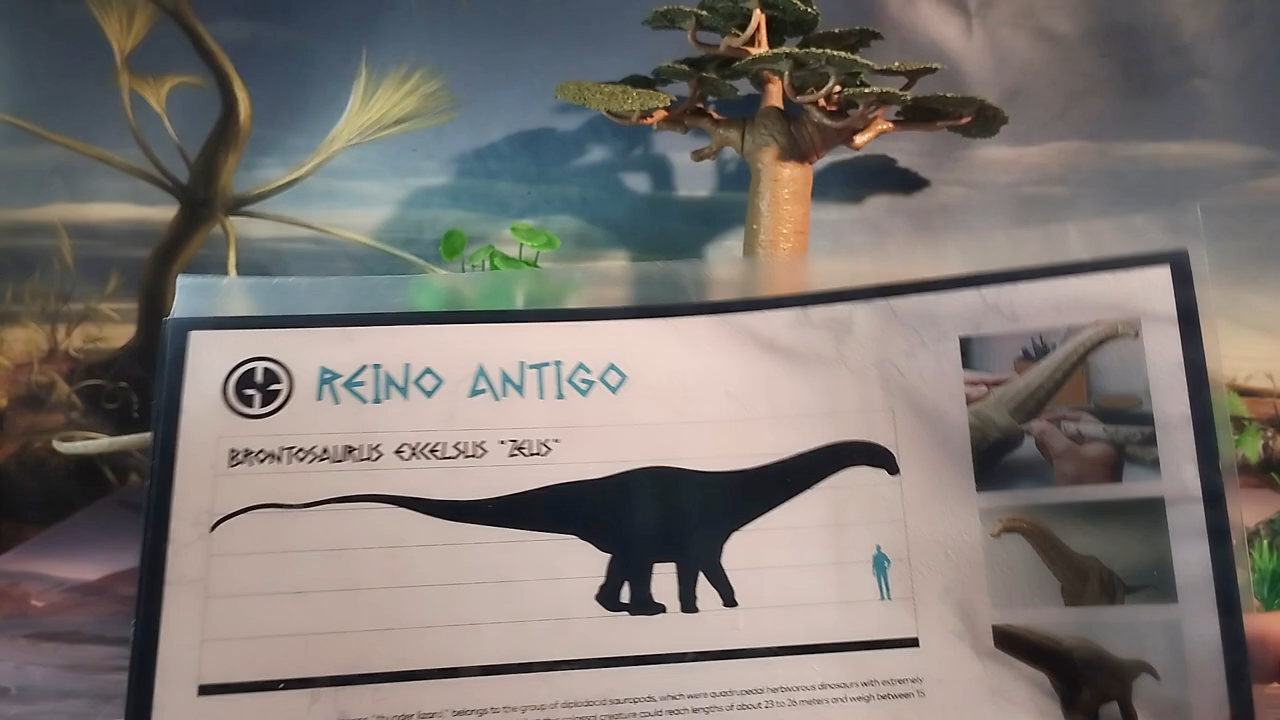 REINO ANTIGO
BRONTOSAURUS EXCELSUS "ZEUS"
"thunder lizard," belongs to the group of diplodocid sauropods, which were quadrupedal herbivorous dinosaurs with extremely
colossal creature could reach lengths of about 23 to 26 meters and weigh between 15